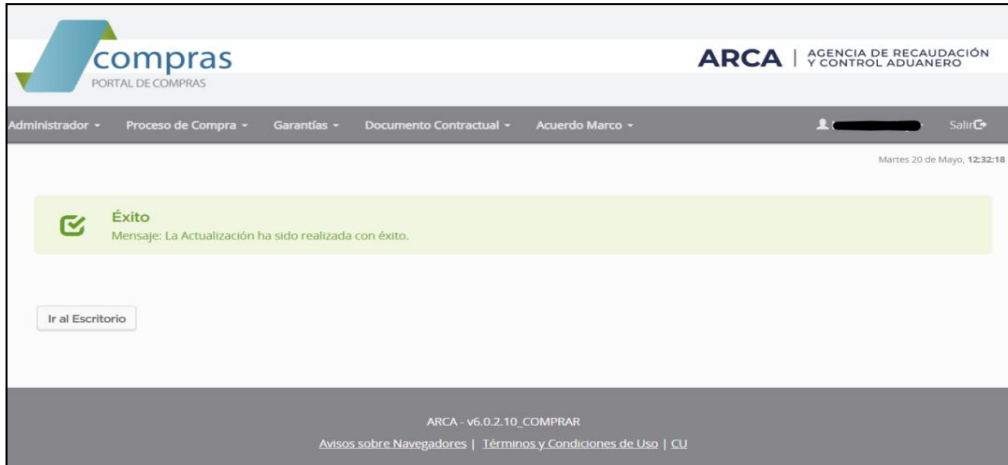 compras
PORTAL DE COMPRAS
ARCA | AGENCIA DE RECAUDACIÓN
Y CONTROL ADUANERO
Administrador Proceso de Compra Garantías Documento Contractual Acuerdo Marco Salir
Martes 20 de Mayo, 12:32:18
Éxito
Mensaje: La Actualización ha sido realizada con éxito.
Ir al Escritorio
ARCA - v6.0.2.10_COMPRAR
Avisos sobre Navegadores | Términos y Condiciones de Uso | CU